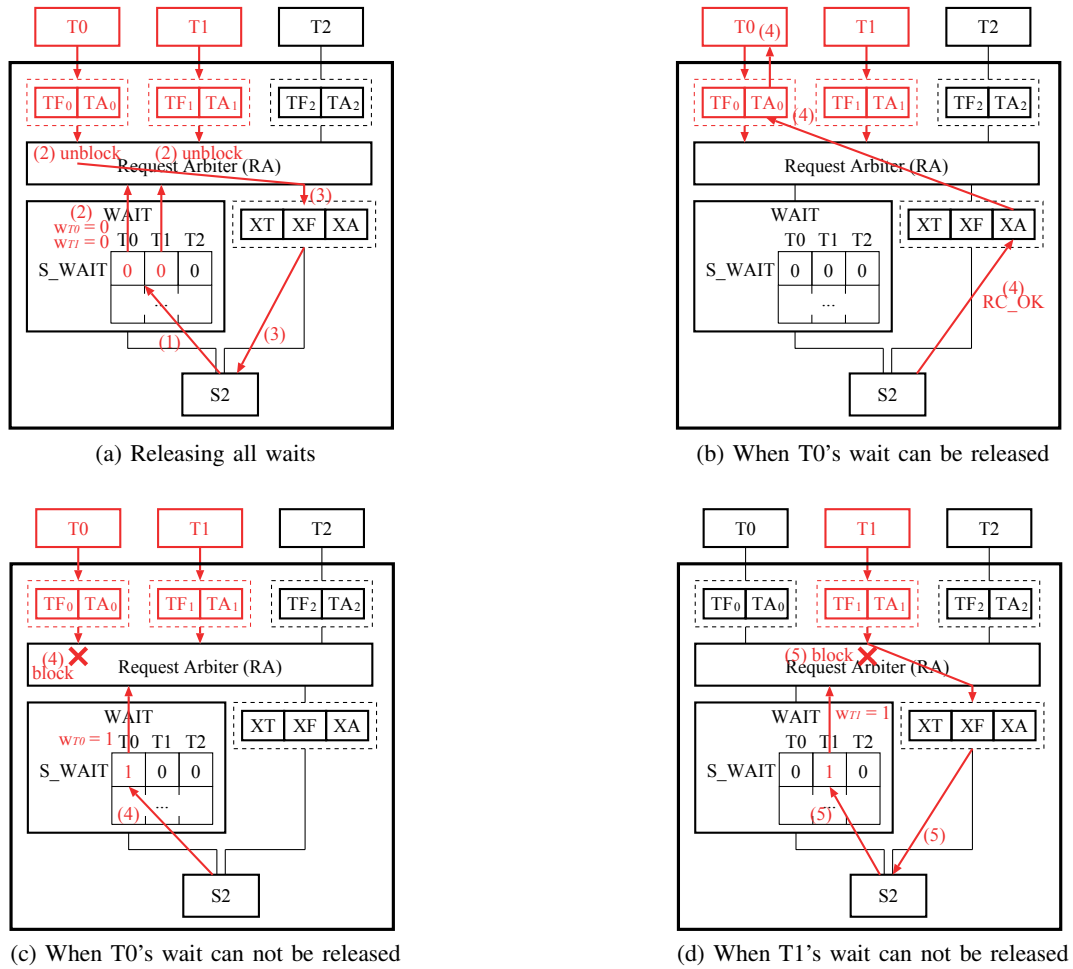 T0 T1 T2
TF0 TA0 TF1 TA1 TF2 TA2
(2) unblock (2) unblock
Request Arbiter (RA)
(3)
(2) WAIT
wT0 = 0
wT1 = 0
T0 T1 T2
XT XF XA
S_WAIT 0 0 0
...
(1) (3)
S2
(a) Releasing all waits
T0 (4) T1 T2
TF0 TA0 TF1 TA1 TF2 TA2
(4)
Request Arbiter (RA)
WAIT
XT XF XA
T0 T1 T2
S_WAIT 0 0 0
...
(4)
RC_OK
S2
(b) When T0's wait can be released
T0 T1 T2
TF0 TA0 TF1 TA1 TF2 TA2
(4)
block
Request Arbiter (RA)
WAIT
XT XF XA
wT0 = 1
T0 T1 T2
S_WAIT 1 0 0
...
(4)
S2
(c) When T0's wait can not be released
T0 T1 T2
TF0 TA0 TF1 TA1 TF2 TA2
(5) block
Request Arbiter (RA)
WAIT
wT1 = 1
XT XF XA
T0 T1 T2
S_WAIT 0 1 0
...
(5) (5)
S2
(d) When T1's wait can not be released